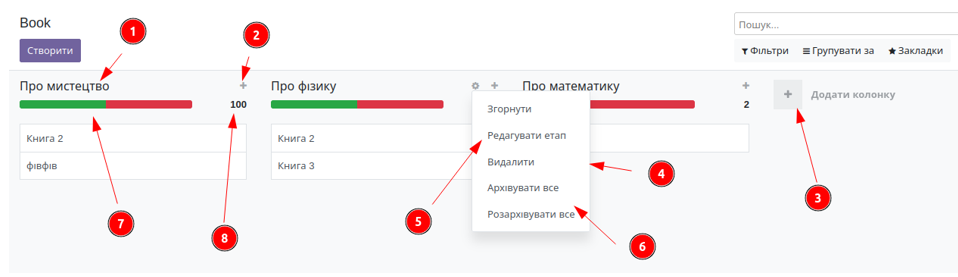 Book
Створити
Пошук...
Фільтри Групувати за Закладки
1
2
Про мистецтво
100
Книга 2
фівфів
Про фізику
Книга 2
Книга 3
Про математику
2
Згорнути
Редагувати етап
Видалити
Архівувати все
Розархівувати все
Додати колонку
3
4
5
6
7
8